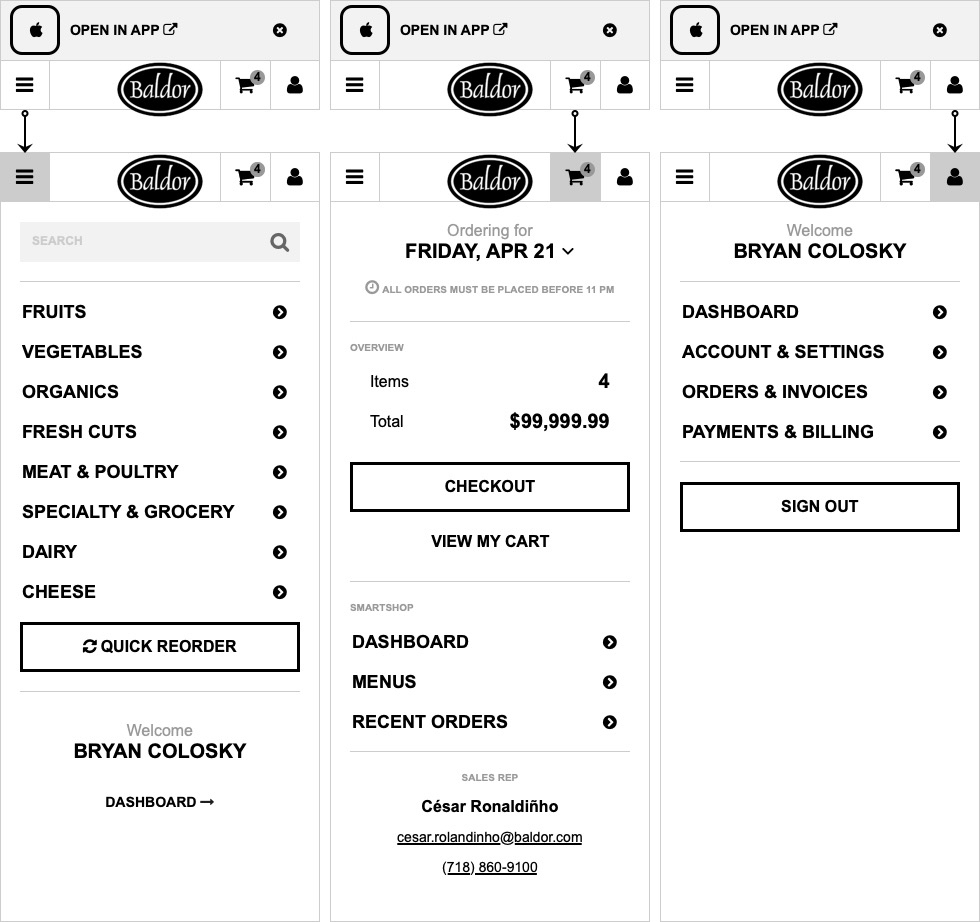 OPEN IN APP
Baldor
4
Baldor
4
SEARCH
FRUITS
VEGETABLES
ORGANICS
FRESH CUTS
MEAT & POULTRY
SPECIALTY & GROCERY
DAIRY
CHEESE
QUICK REORDER
Welcome
BRYAN COLOSKY
DASHBOARD
OPEN IN APP
Baldor
4
Baldor
4
Ordering for
FRIDAY, APR 21
ALL ORDERS MUST BE PLACED BEFORE 11 PM
OVERVIEW
Items 4
Total $99,999.99
CHECKOUT
VIEW MY CART
SMARTSHOP
DASHBOARD
MENUS
RECENT ORDERS
SALES REP
César Ronaldiñho
cesar.rolandinho@baldor.com
(718) 860-9100
OPEN IN APP
Baldor
4
Baldor
4
Welcome
BRYAN COLOSKY
DASHBOARD
ACCOUNT & SETTINGS
ORDERS & INVOICES
PAYMENTS & BILLING
SIGN OUT